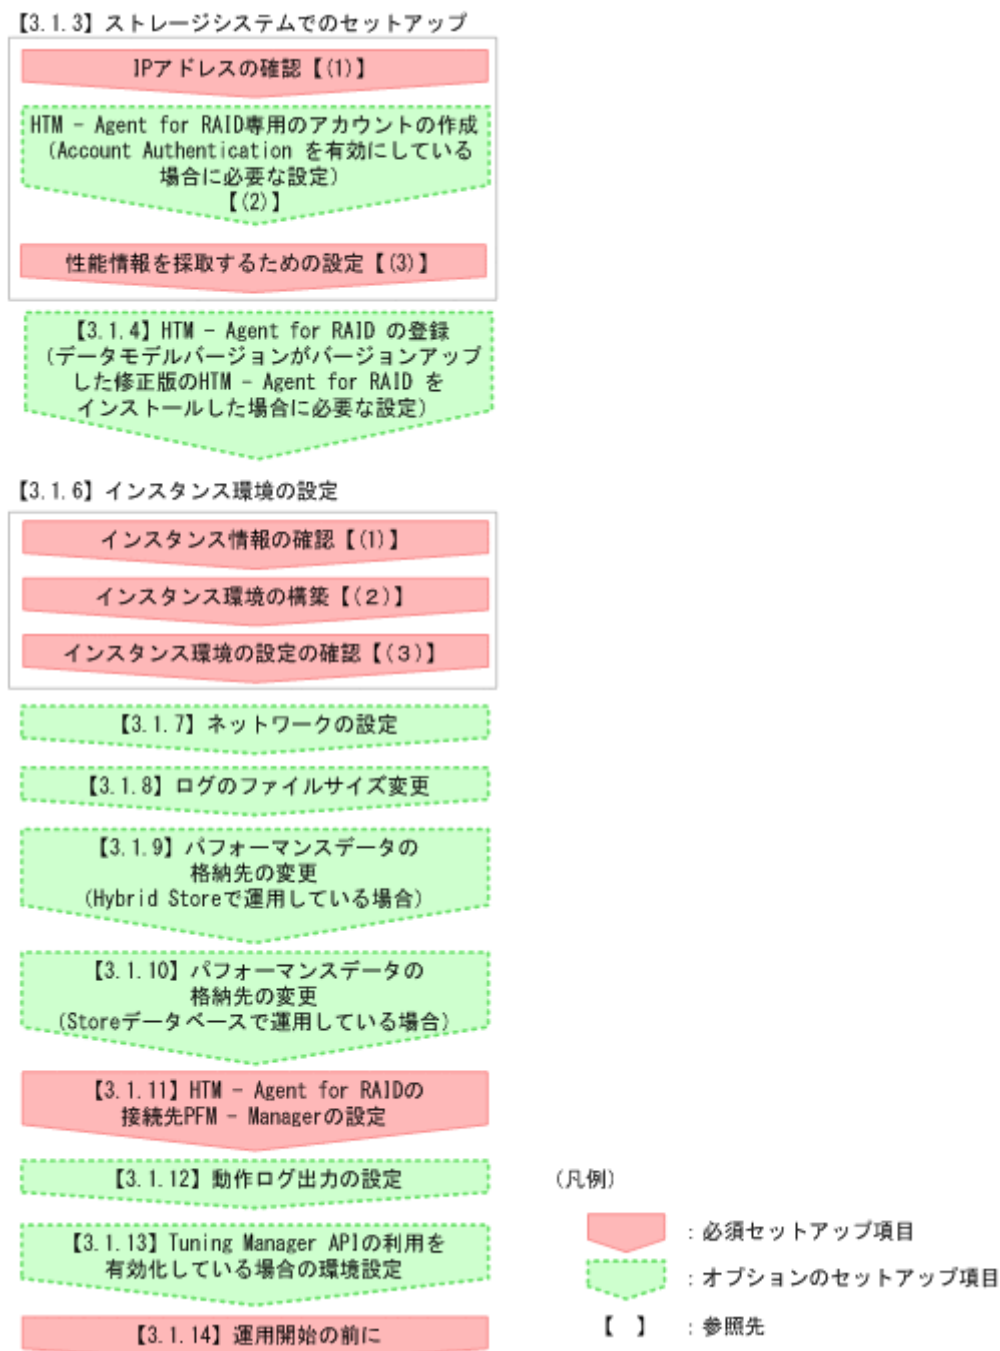 【3.1.3】ストレージシステムでのセットアップ
IPアドレスの確認【(1)】
HTM - Agent for RAID専用のアカウントの作成
(Account Authentication を有効にしている
場合に必要な設定)
【(2)】
性能情報を採取するための設定【(3)】
【3.1.4】HTM - Agent for RAID の登録
(データモデルバージョンがバージョンアップ
した修正版のHTM - Agent for RAID を
インストールした場合に必要な設定)
【3.1.6】インスタンス環境の設定
インスタンス情報の確認【(1)】
インスタンス環境の構築【(２)】
インスタンス環境の設定の確認【(３)】
【3.1.7】ネットワークの設定
【3.1.8】ログのファイルサイズ変更
【3.1.9】パフォーマンスデータの
格納先の変更
(Hybrid Storeで運用している場合)
【3.1.10】パフォーマンスデータの
格納先の変更
(Storeデータベースで運用している場合)
【3.1.11】HTM - Agent for RAIDの
接続先PFM - Managerの設定
【3.1.12】動作ログ出力の設定
【3.1.13】Tuning Manager APIの利用を
有効化している場合の環境設定
【3.1.14】運用開始の前に
(凡例)
：必須セットアップ項目
：オプションのセットアップ項目
【　】：参照先